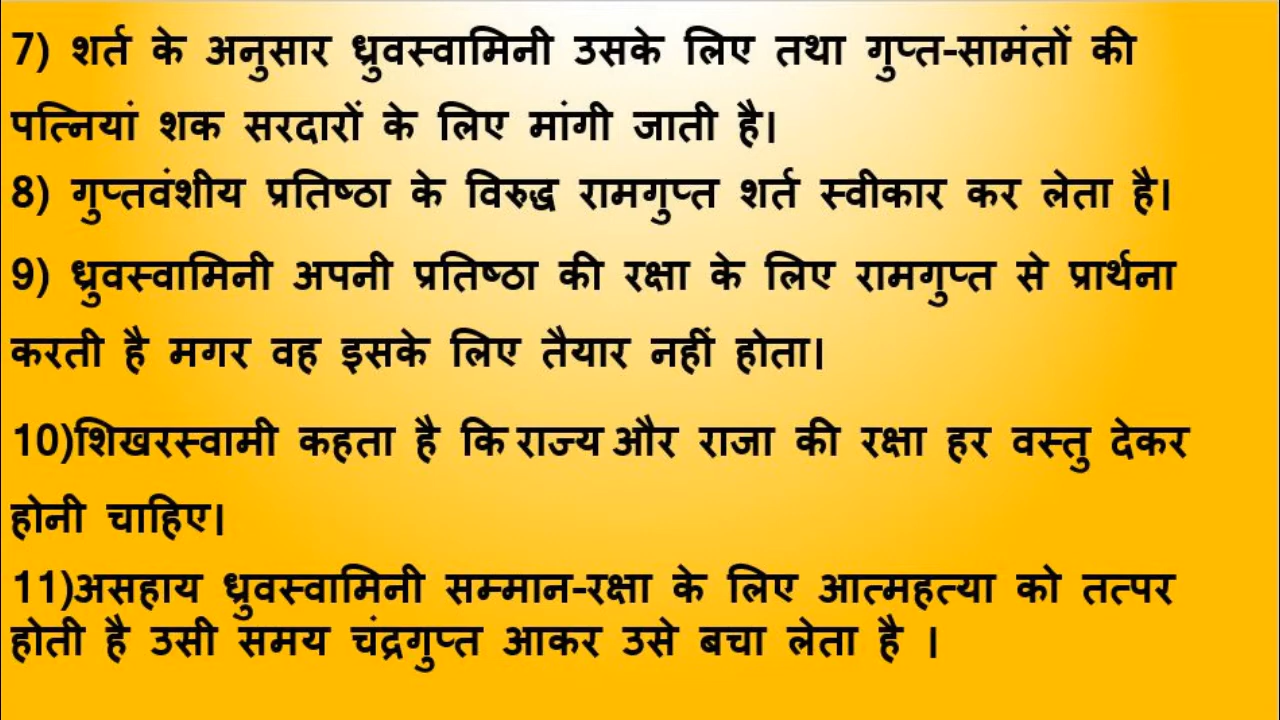 7) शर्त के अनुसार ध्रुवस्वामिनी उसके लिए तथा गुप्त-सामंतों की
पत्नियां शक सरदारों के लिए मांगी जाती है।
8) गुप्तवंशीय प्रतिष्ठा के विरुद्ध रामगुप्त शर्त स्वीकार कर लेता है।
9) ध्रुवस्वामिनी अपनी प्रतिष्ठा की रक्षा के लिए रामगुप्त से प्रार्थना
करती है मगर वह इसके लिए तैयार नहीं होता।
10)शिखरस्वामी कहता है कि राज्य और राजा की रक्षा हर वस्तु देकर
होनी चाहिए।
11)असहाय ध्रुवस्वामिनी सम्मान-रक्षा के लिए आत्महत्या को तत्पर
होती है उसी समय चंद्रगुप्त आकर उसे बचा लेता है ।